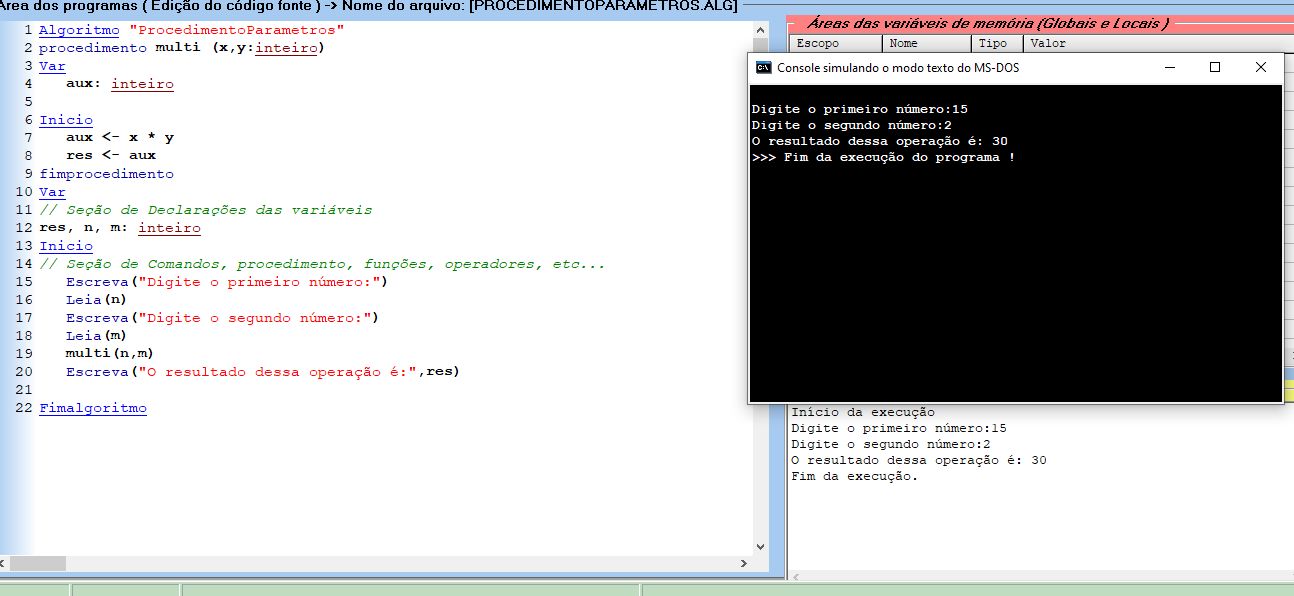 Área dos programas ( Edição do código fonte ) -> Nome do arquivo: [PROCEDIMENTOPARAMETROS.ALG]
1 Algoritmo "ProcedimentoParametros"
2 procedimento multi (x,y:inteiro)
3 Var
4 aux: inteiro
5
6 Inicio
7 aux <- x * y
8 res <- aux
9 fimprocedimento
10 Var
11 // Seção de Declarações das variáveis
12 res, n, m: inteiro
13 Inicio
14 // Seção de Comandos, procedimento, funções, operadores, etc...
15 Escreva("Digite o primeiro número:")
16 Leia(n)
17 Escreva("Digite o segundo número:")
18 Leia(m)
19 multi(n,m)
20 Escreva("O resultado dessa operação é:",res)
21
22 Fimalgoritmo
Áreas das variáveis de memória (Globais e Locais )
Escopo Nome Tipo Valor
Console simulando o modo texto do MS-DOS
Digite o primeiro número:15
Digite o segundo número:2
O resultado dessa operação é: 30
>>> Fim da execução do programa !
Início da execução
Digite o primeiro número:15
Digite o segundo número:2
O resultado dessa operação é: 30
Fim da execução.